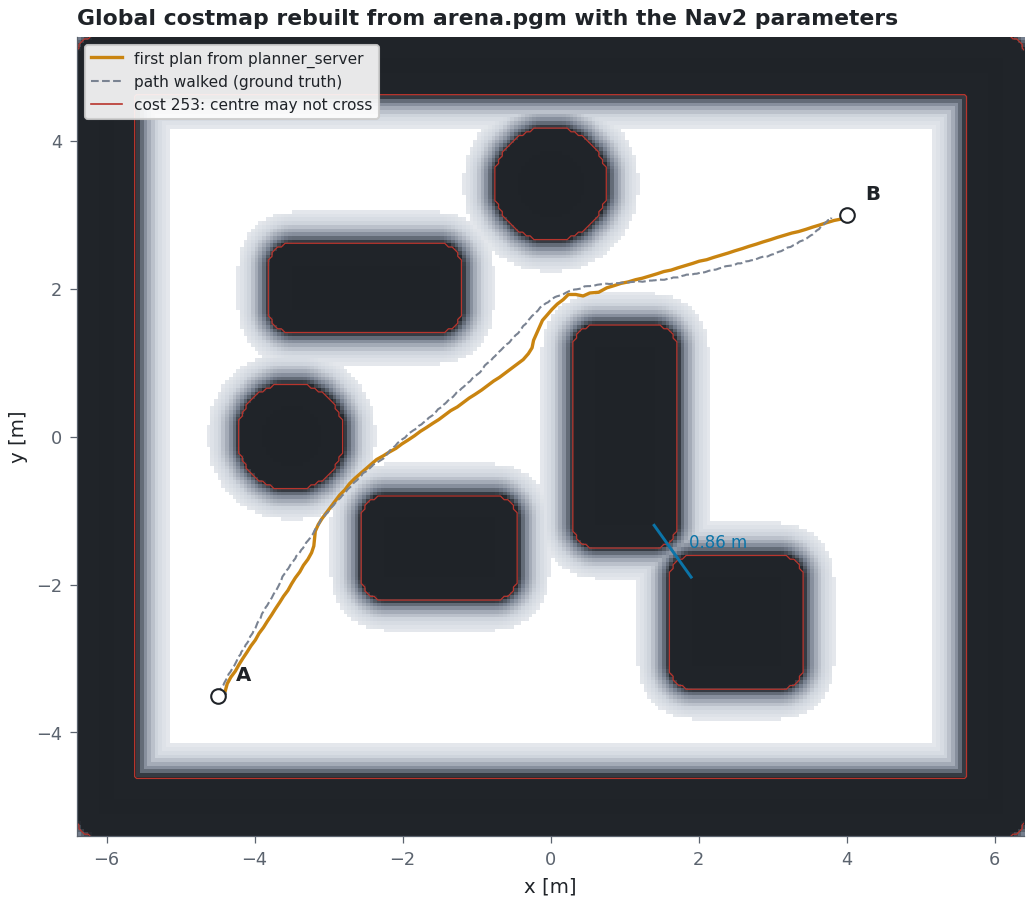 Global costmap rebuilt from arena.pgm with the Nav2 parameters
first plan from planner_server
path walked (ground truth)
cost 253: centre may not cross
4
2
0
−2
−4
y [m]
B
0.86 m
A
−6
−4
−2
0
2
4
6
x [m]